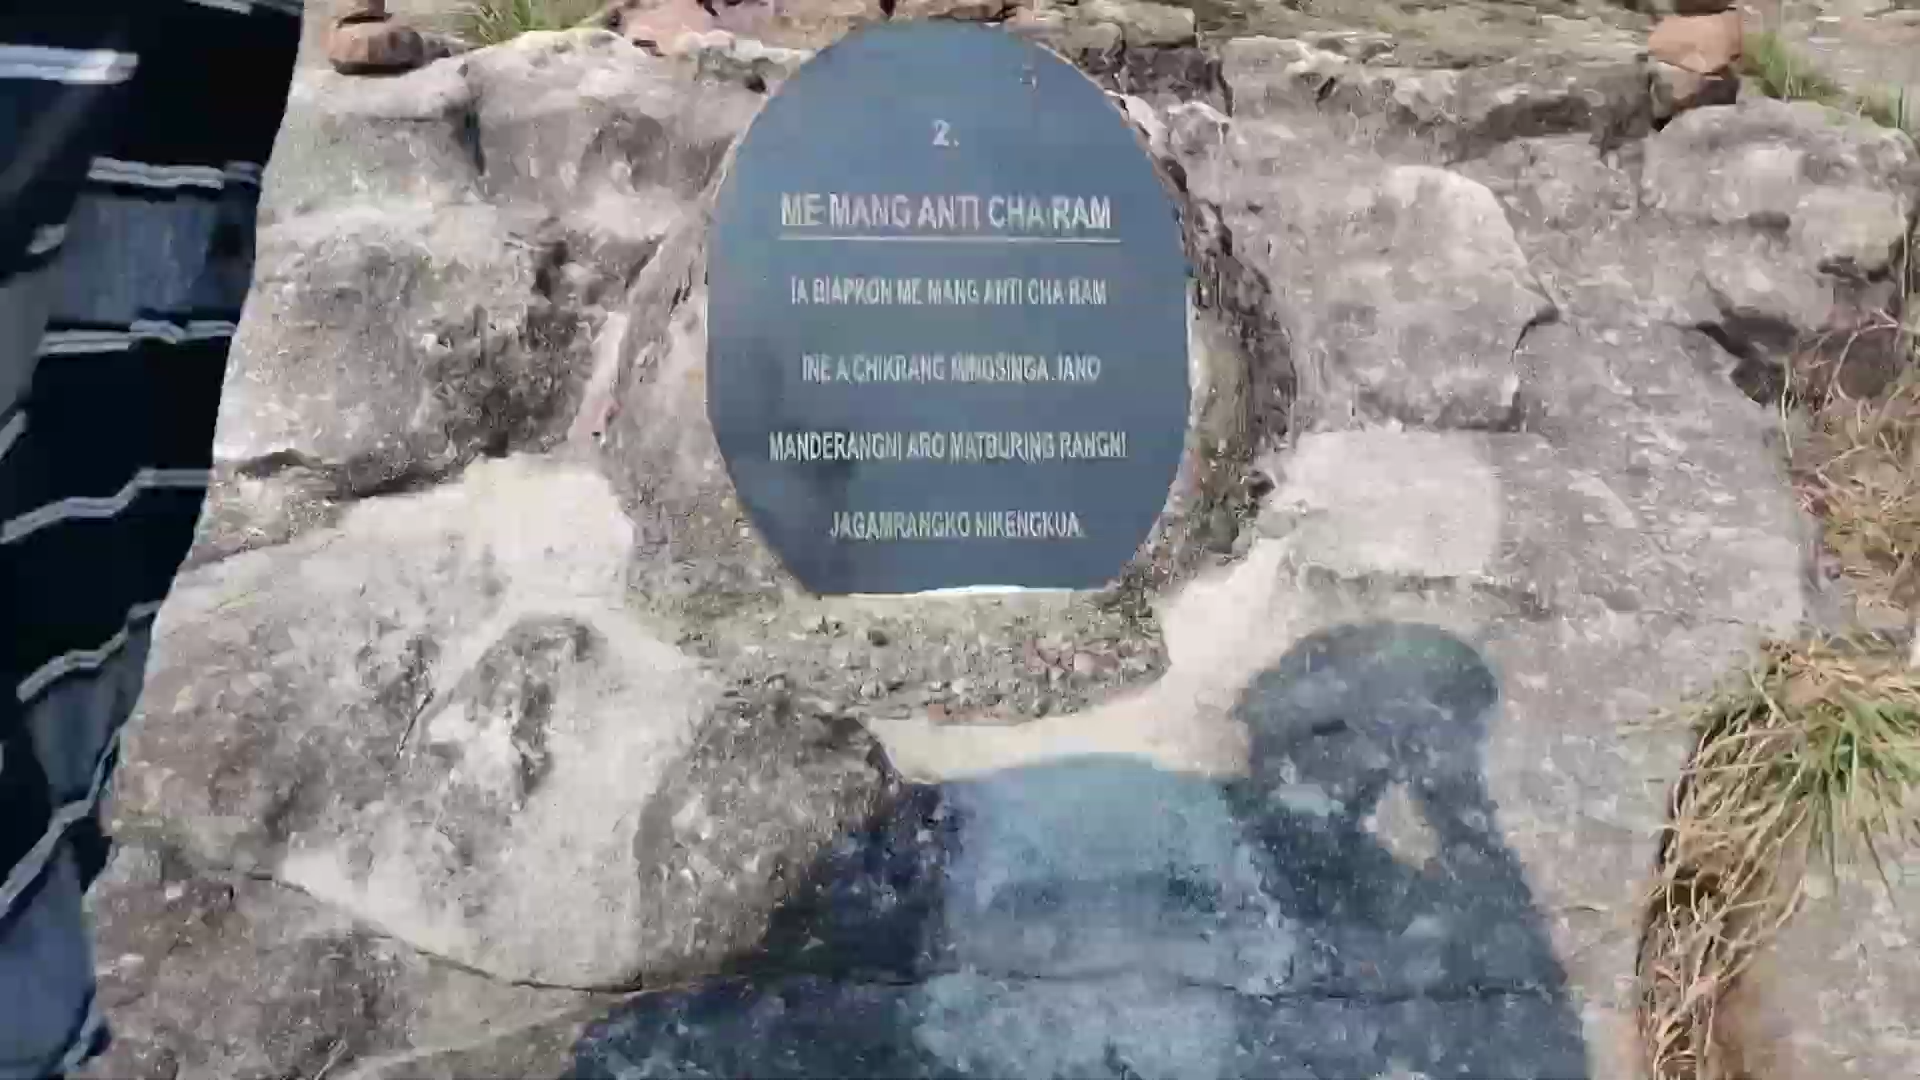 2.
ME·MANG ANTI CHA·RAM
IA BIAPKON ME·MANG ANTI CHA·RAM
INE A·CHIKRANG MINGSINGA. IANO
MANDERANGNI ARO MATBURING RANGNI
JAGAMRANGKO NIKENGKUA.